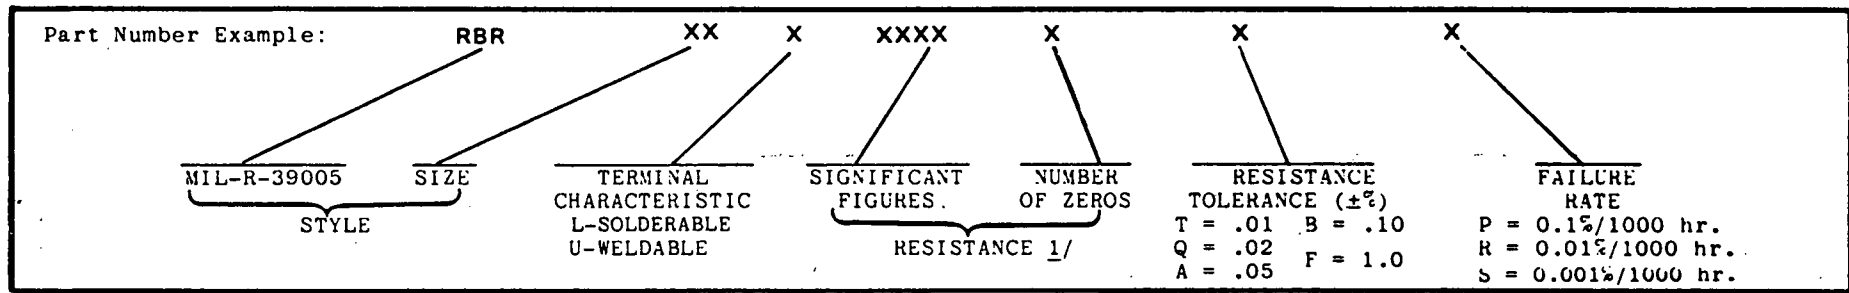 Part Number Example: RBR XX X XXXX X X X
MIL-R-39005 SIZE TERMINAL SIGNIFICANT NUMBER RESISTANCE FAILURE
CHARACTERISTIC FIGURES. OF ZEROS TOLERANCE (±%) RATE
STYLE L-SOLDERABLE T = .01 B = .10 P = 0.1%/1000 hr.
U-WELDABLE RESISTANCE 1/ Q = .02 F = 1.0 R = 0.01%/1000 hr.
A = .05 S = 0.001%/1000 hr.